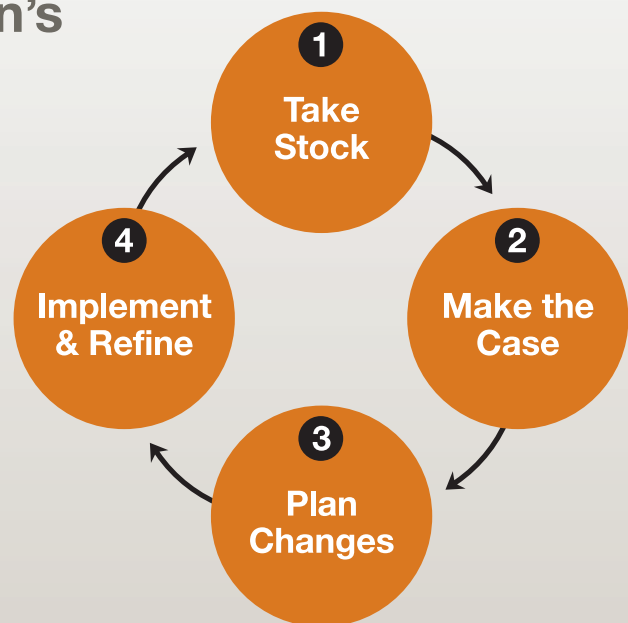 1
Take
Stock
2
Make the
Case
3
Plan
Changes
4
Implement
& Refine